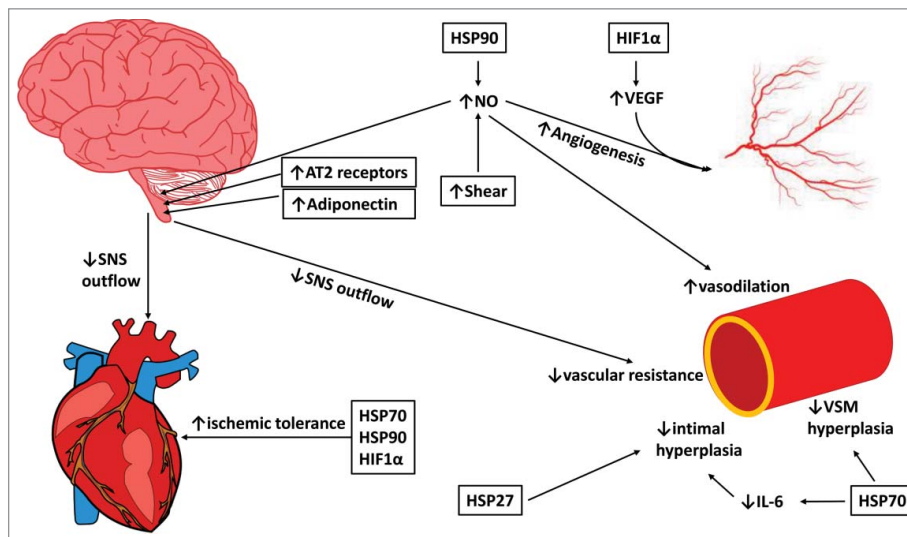 HSP90
HIF1α
↑NO
↑VEGF
↑Angiogenesis
↑AT2 receptors
↑Adiponectin
↑Shear
↓SNS
outflow
↓SNS outflow
↑vasodilation
↓vascular resistance
↑ischemic tolerance
HSP70
HSP90
HIF1α
↓intimal
hyperplasia
↓VSM
hyperplasia
HSP27
↓IL-6
HSP70